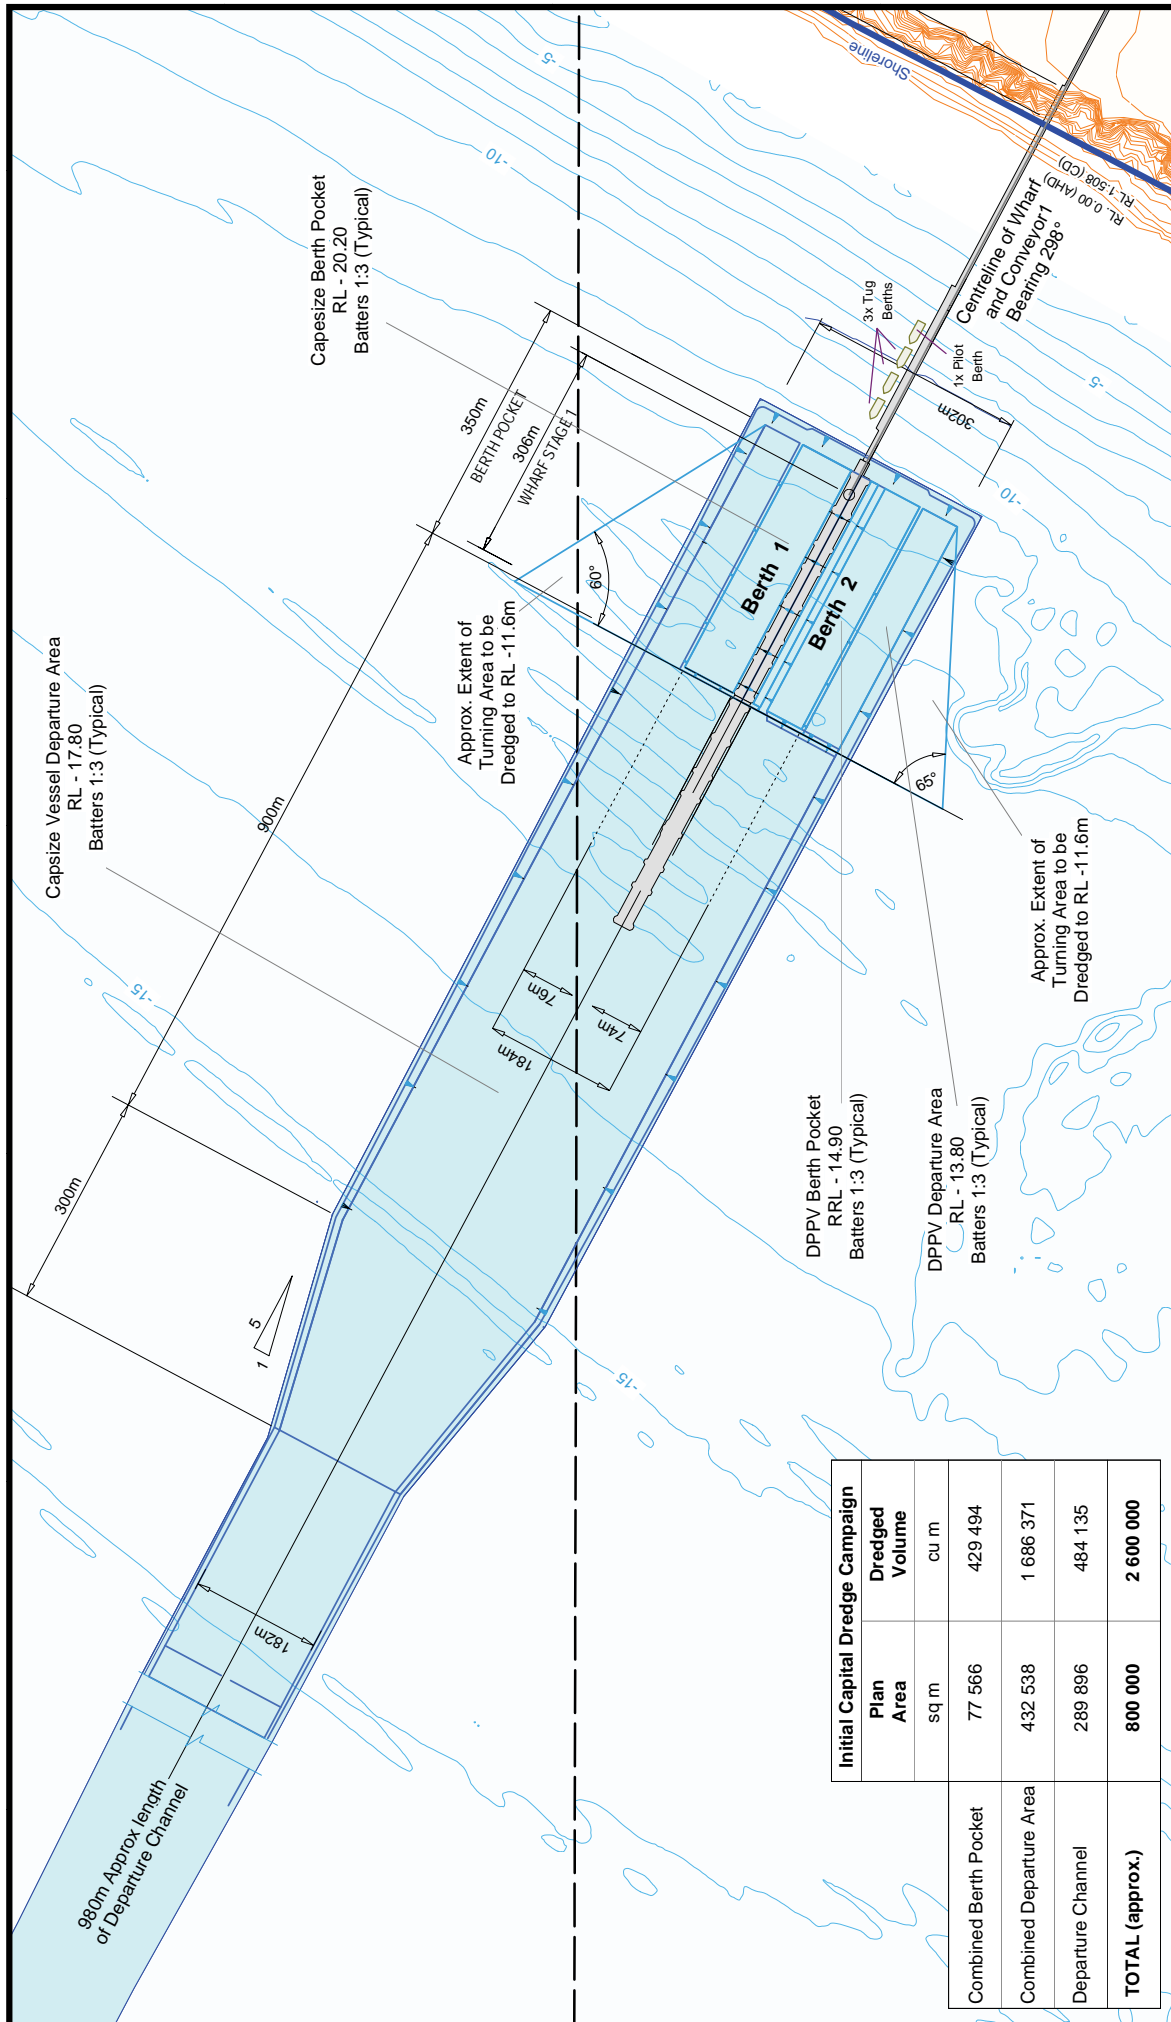 Capsize Vessel Departure Area
RL - 17.80
Batters 1:3 (Typical)
Capesize Berth Pocket
RL - 20.20
Batters 1:3 (Typical)
Shoreline
RL. 0.00 (AHD)
RL-1.508 (CD)
Centreline of Wharf
and Conveyor1
Bearing 298°
3x Tug
Berths
1x Pilot
Berth
302m
350m
BERTH POCKET
306m
WHARF STAGE 1
900m
300m
60°
Approx. Extent of
Turning Area to be
Dredged to RL -11.6m
Berth 1
Berth 2
65°
Approx. Extent of
Turning Area to be
Dredged to RL -11.6m
76m
74m
184m
182m
1
5
-5
-10
-15
-5
-10
-15
DPPV Berth Pocket
RRL - 14.90
Batters 1:3 (Typical)
DPPV Departure Area
RL - 13.80
Batters 1:3 (Typical)
980m Approx length
of Departure Channel
Initial Capital Dredge Campaign
Plan
Area
Dredged
Volume
sq m
cu m
Combined Berth Pocket 77 566 429 494
Combined Departure Area 432 538 1 686 371
Departure Channel 289 896 484 135
TOTAL (approx.) 800 000 2 600 000